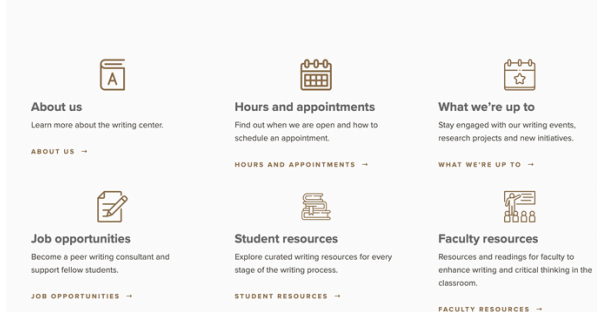 A
About us
Learn more about the writing center.
ABOUT US →
Hours and appointments
Find out when we are open and how to
schedule an appointment.
HOURS AND APPOINTMENTS →
What we're up to
Stay engaged with our writing events,
research projects and new initiatives.
WHAT WE'RE UP TO →
Job opportunities
Become a peer writing consultant and
support fellow students.
JOB OPPORTUNITIES →
Student resources
Explore curated writing resources for every
stage of the writing process.
STUDENT RESOURCES →
Faculty resources
Resources and readings for faculty to
enhance writing and critical thinking in the
classroom.
FACULTY RESOURCES →